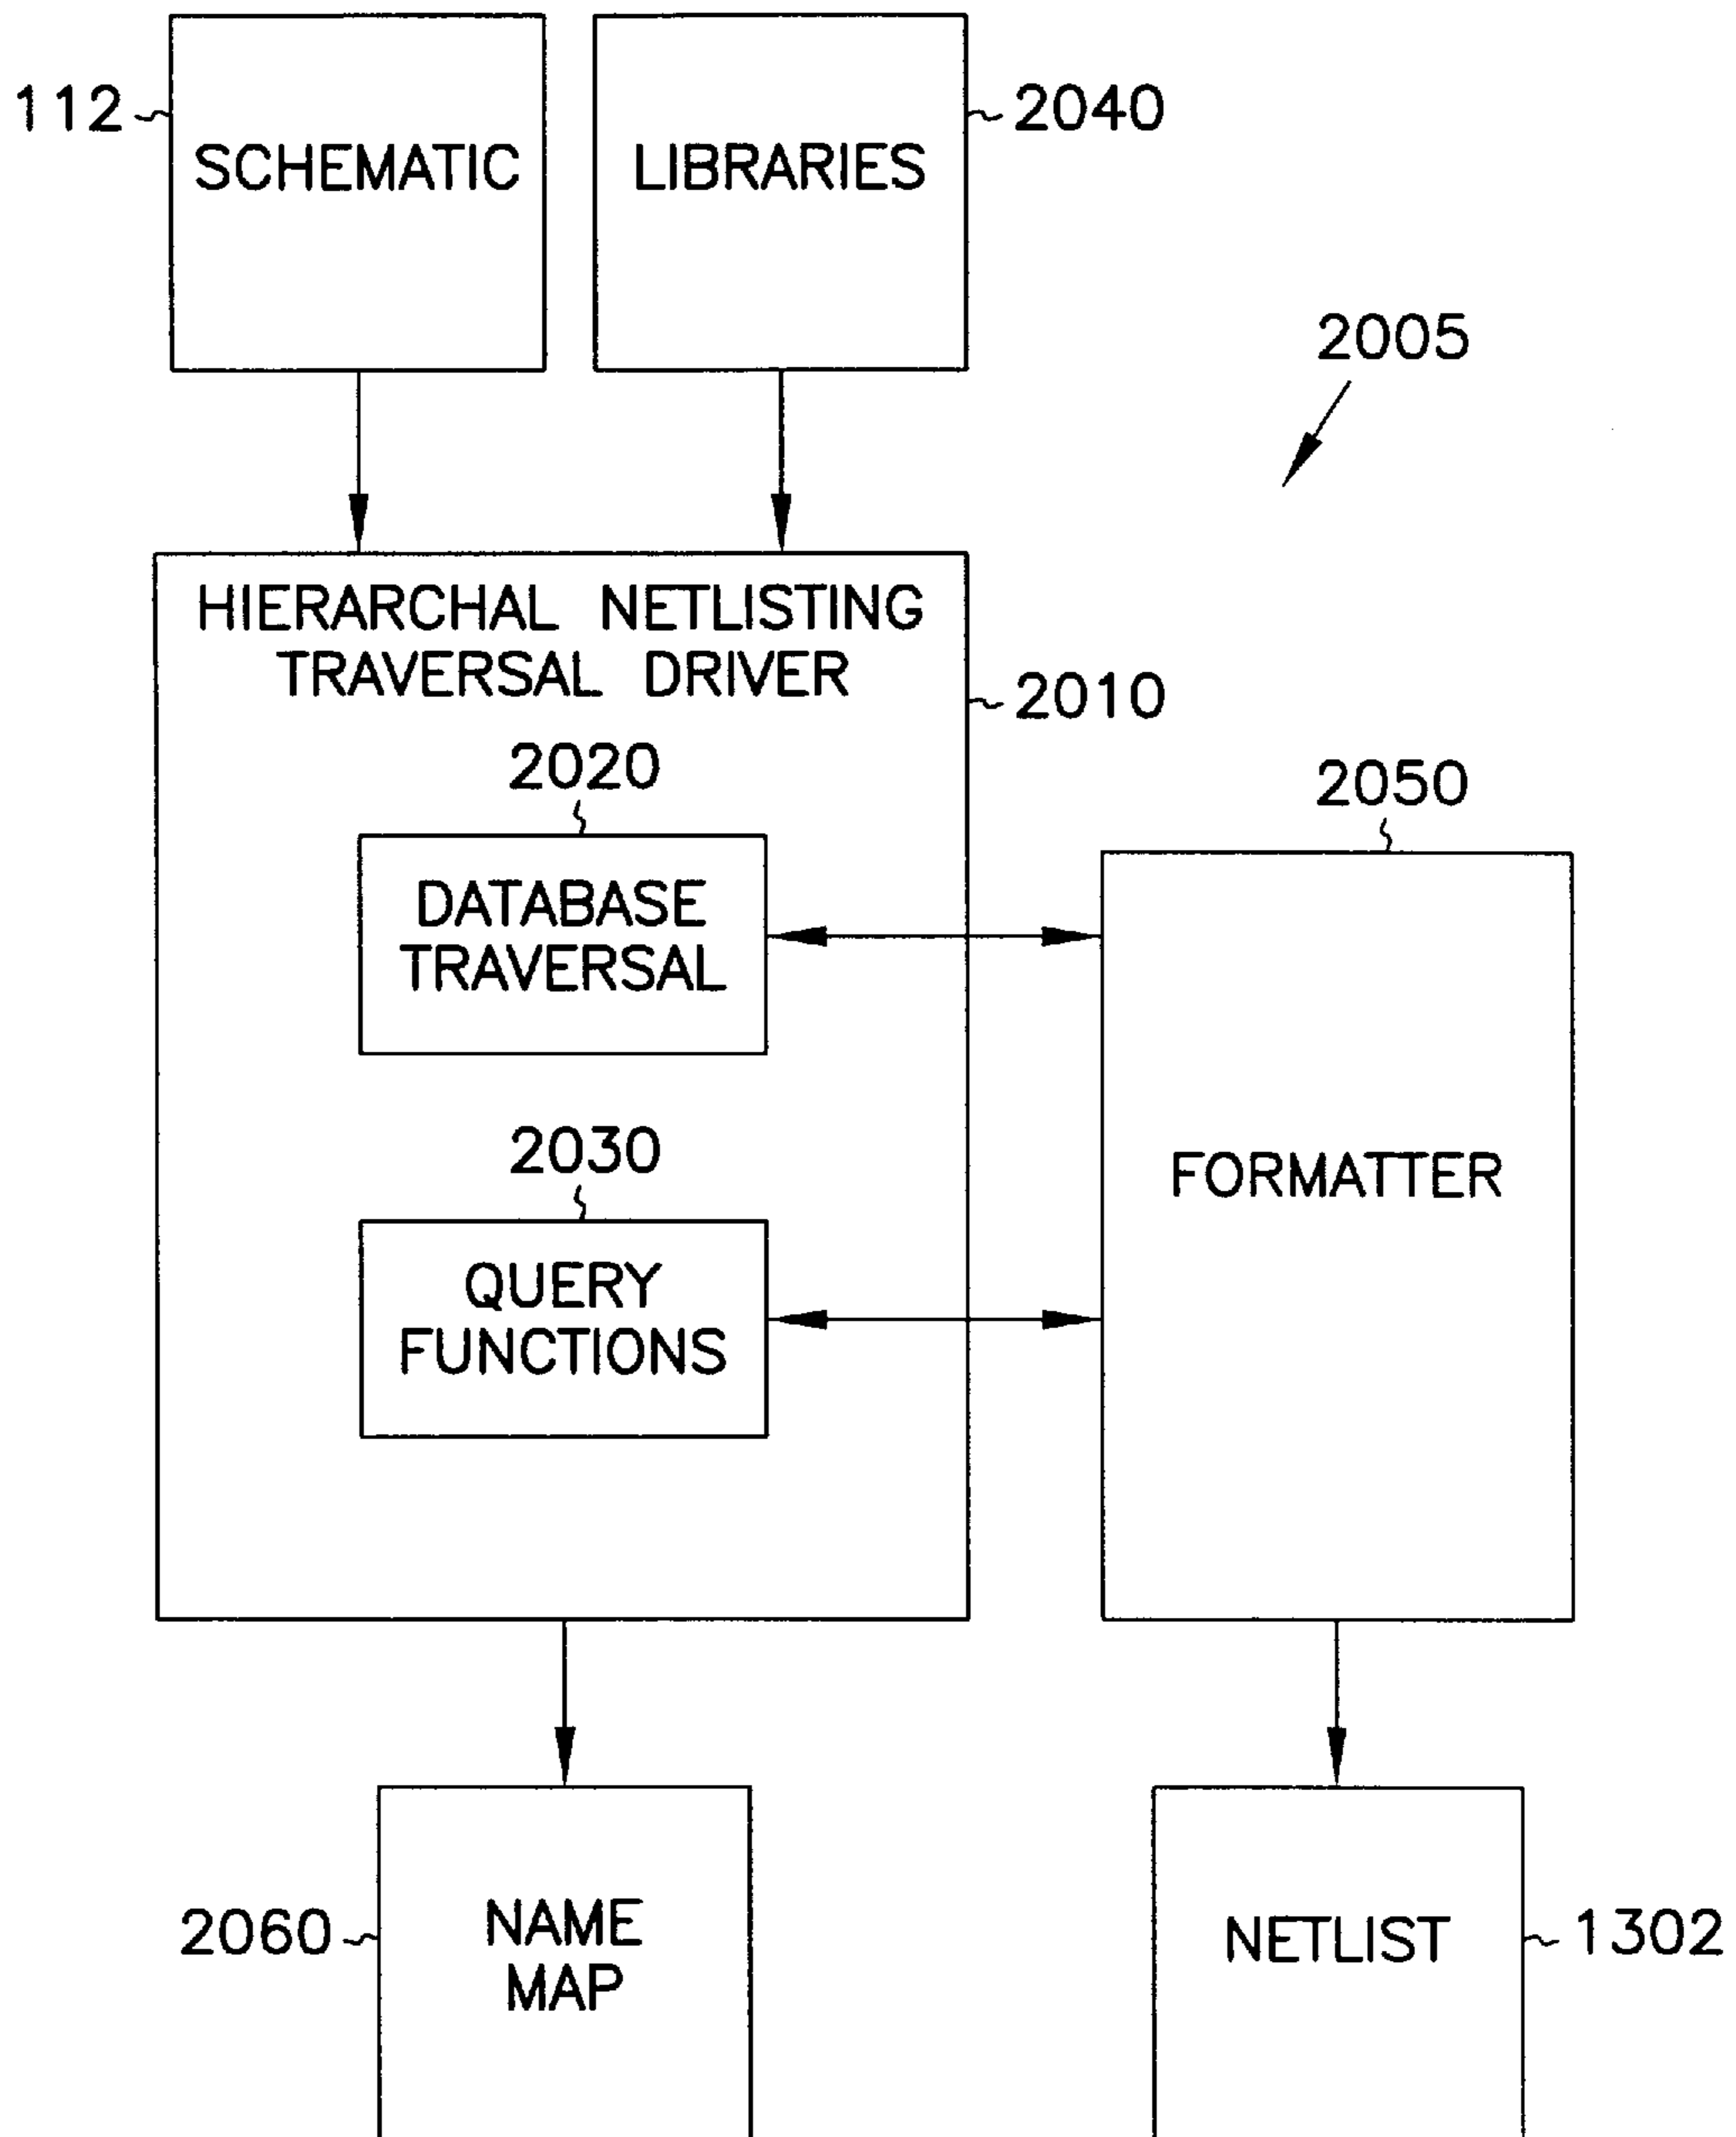 112
SCHEMATIC
LIBRARIES
2040
2005
HIERARCHAL NETLISTING
TRAVERSAL DRIVER
2010
2020
DATABASE
TRAVERSAL
2050
2030
QUERY
FUNCTIONS
FORMATTER
2060
NAME
MAP
NETLIST
1302